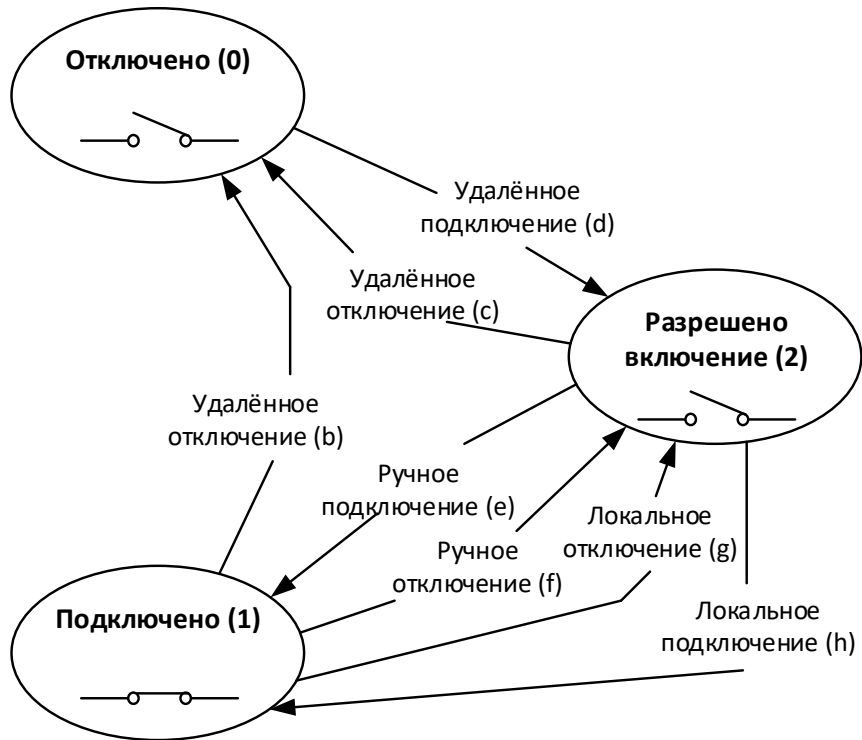 Отключено (0)
Удалённое
подключение (d)
Удалённое
отключение (c)
Разрешено
включение (2)
Удалённое
отключение (b)
Ручное
подключение (e)
Локальное
отключение (g)
Ручное
отключение (f)
Подключено (1)
Локальное
подключение (h)